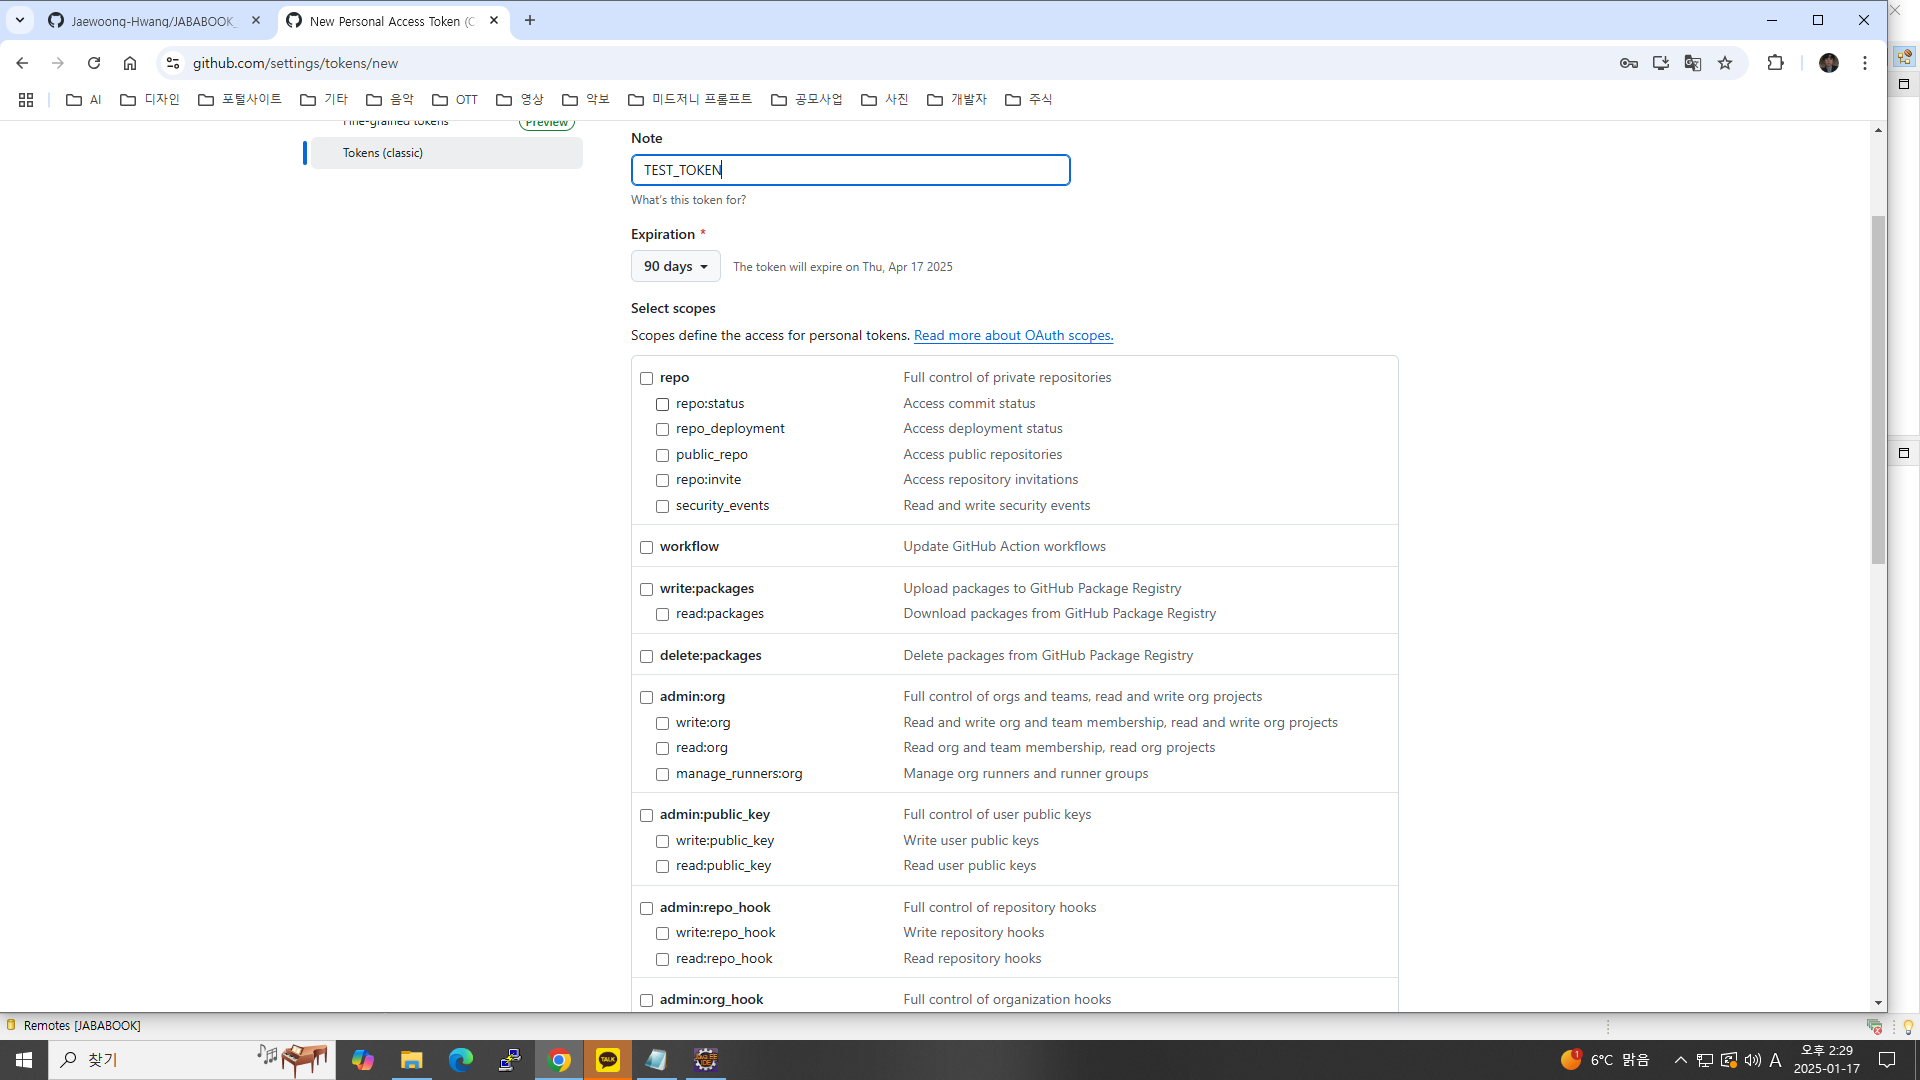 Jaewoong-Hwang/JABABOOK_
New Personal Access Token (C
github.com/settings/tokens/new
AI
디자인
포털사이트
기타
음악
OTT
영상
악보
미드저니 프롬프트
공모사업
사진
개발자
주식
Fine-grained tokens
Preview
Tokens (classic)
Note
TEST_TOKEN
What's this token for?
Expiration *
90 days
The token will expire on Thu, Apr 17 2025
Select scopes
Scopes define the access for personal tokens. Read more about OAuth scopes.
repo Full control of private repositories
repo:status Access commit status
repo_deployment Access deployment status
public_repo Access public repositories
repo:invite Access repository invitations
security_events Read and write security events
workflow Update GitHub Action workflows
write:packages Upload packages to GitHub Package Registry
read:packages Download packages from GitHub Package Registry
delete:packages Delete packages from GitHub Package Registry
admin:org Full control of orgs and teams, read and write org projects
write:org Read and write org and team membership, read and write org projects
read:org Read org and team membership, read org projects
manage_runners:org Manage org runners and runner groups
admin:public_key Full control of user public keys
write:public_key Write user public keys
read:public_key Read user public keys
admin:repo_hook Full control of repository hooks
write:repo_hook Write repository hooks
read:repo_hook Read repository hooks
admin:org_hook Full control of organization hooks
Remotes [JABABOOK]
찾기
TALK
1
6°C 맑음
A
오후 2:29
2025-01-17